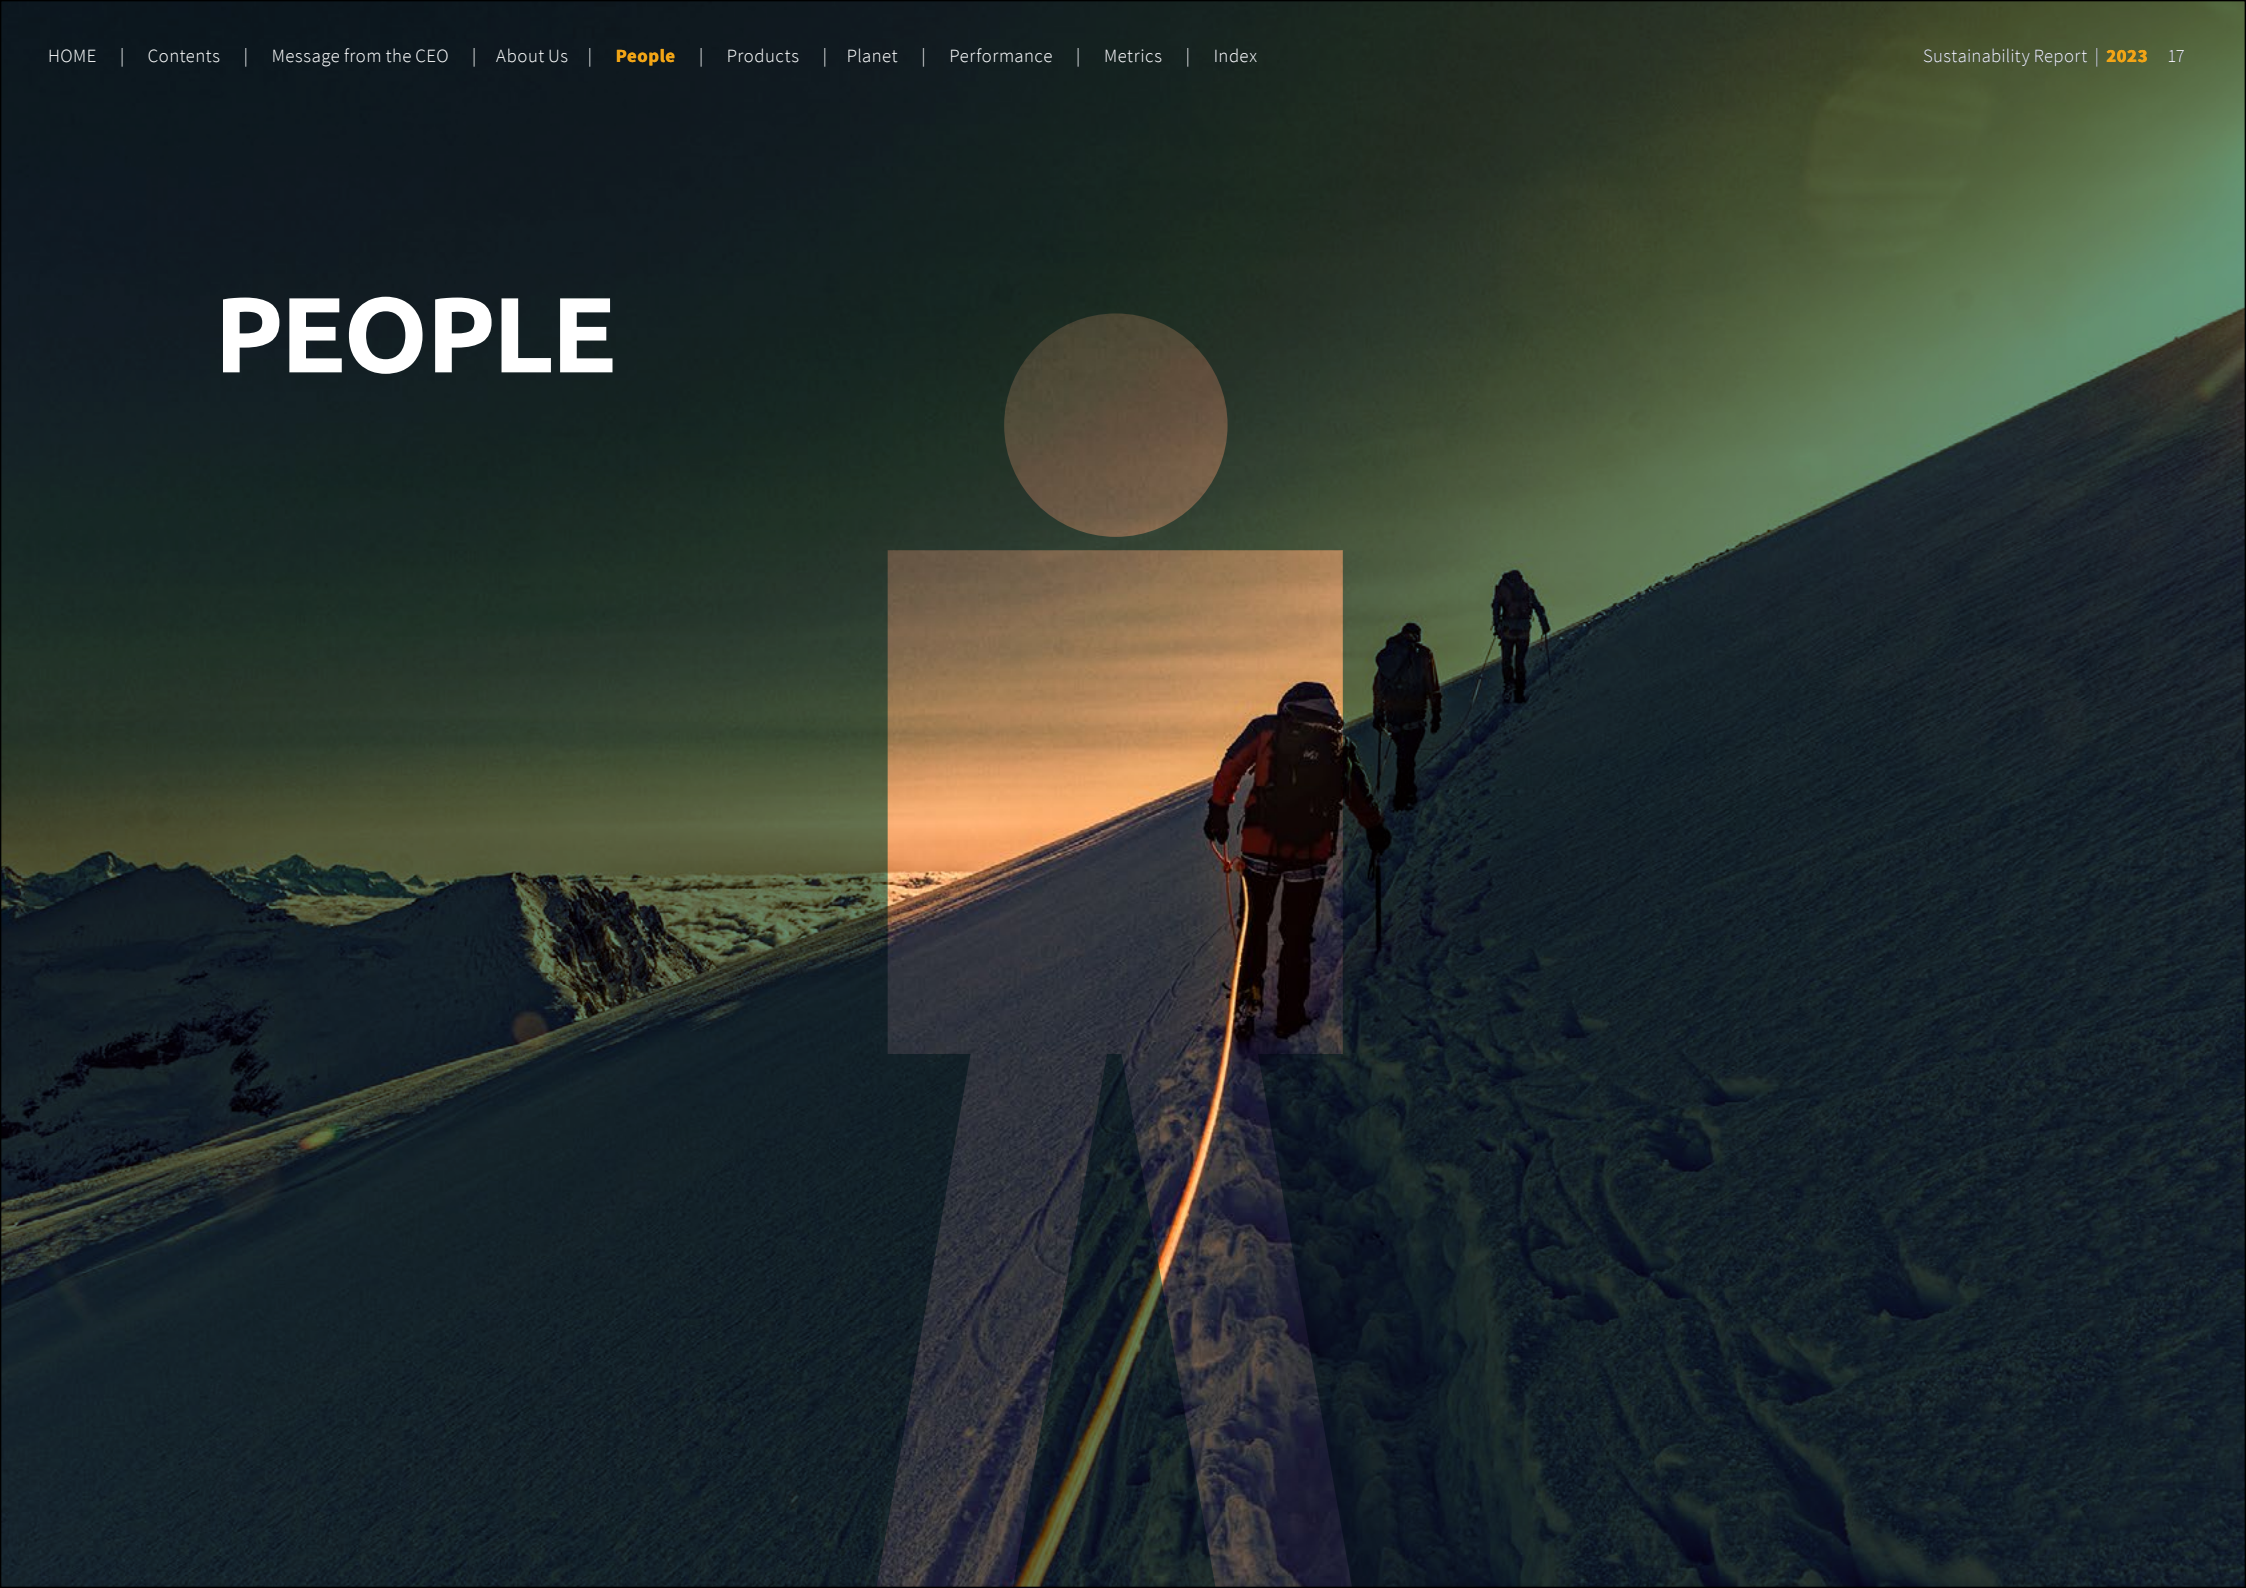 HOME | Contents | Message from the CEO | About Us | People | Products | Planet | Performance | Metrics | Index
Sustainability Report | 2023 17
PEOPLE